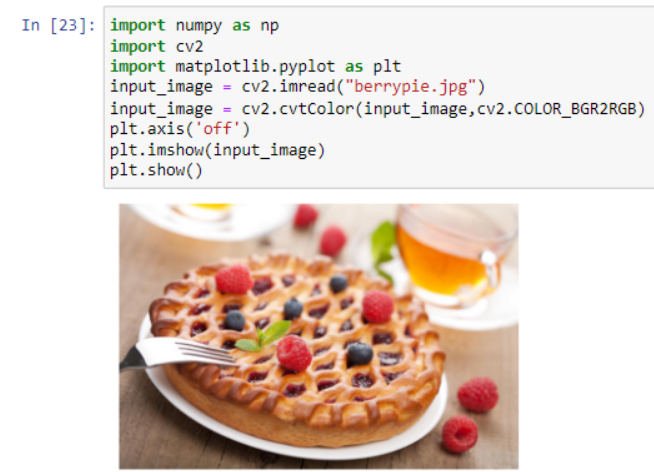 In [23]: import numpy as np
import cv2
import matplotlib.pyplot as plt
input_image = cv2.imread("berrypie.jpg")
input_image = cv2.cvtColor(input_image,cv2.COLOR_BGR2RGB)
plt.axis('off')
plt.imshow(input_image)
plt.show()